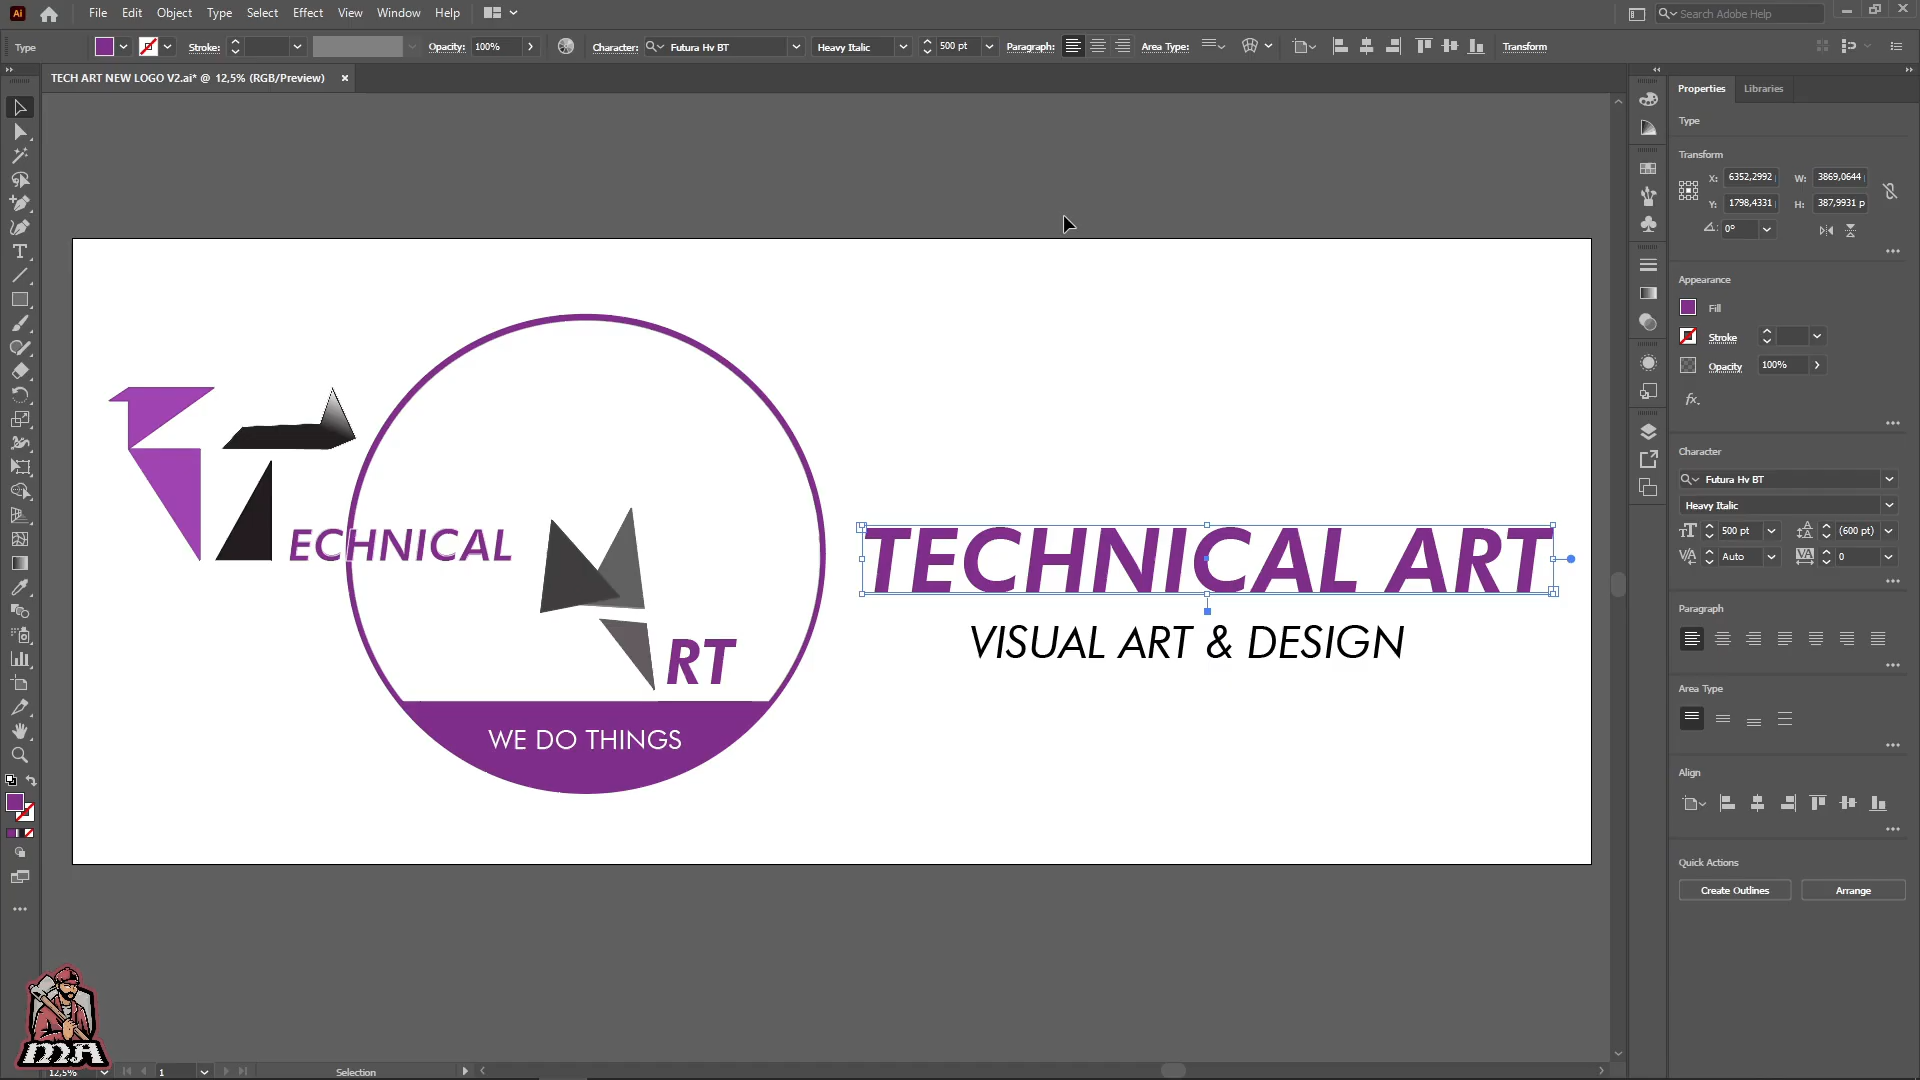 Ai File Edit Object Type Select Effect View Window Help Search Adobe Help
Type Stroke: Opacity: 100% Character: Futura Hv BT Heavy Italic 500 pt Paragraph: Area Type: Transform
TECH ART NEW LOGO V2.ai* @ 12,5% (RGB/Preview)
Properties Libraries
Type
Transform
X: 6352,2992 W: 3869,0644
Y: 1798,4331 H: 387,9931 p
0°
Appearance
Fill
Stroke
Opacity 100%
fx.
Character
Futura Hv BT
Heavy Italic
500 pt (600 pt)
Auto 0
Paragraph
Area Type
Align
Quick Actions
Create Outlines Arrange
ECHNICAL
RT
WE DO THINGS
TECHNICAL ART
VISUAL ART & DESIGN
MA
12,5% 1 Selection